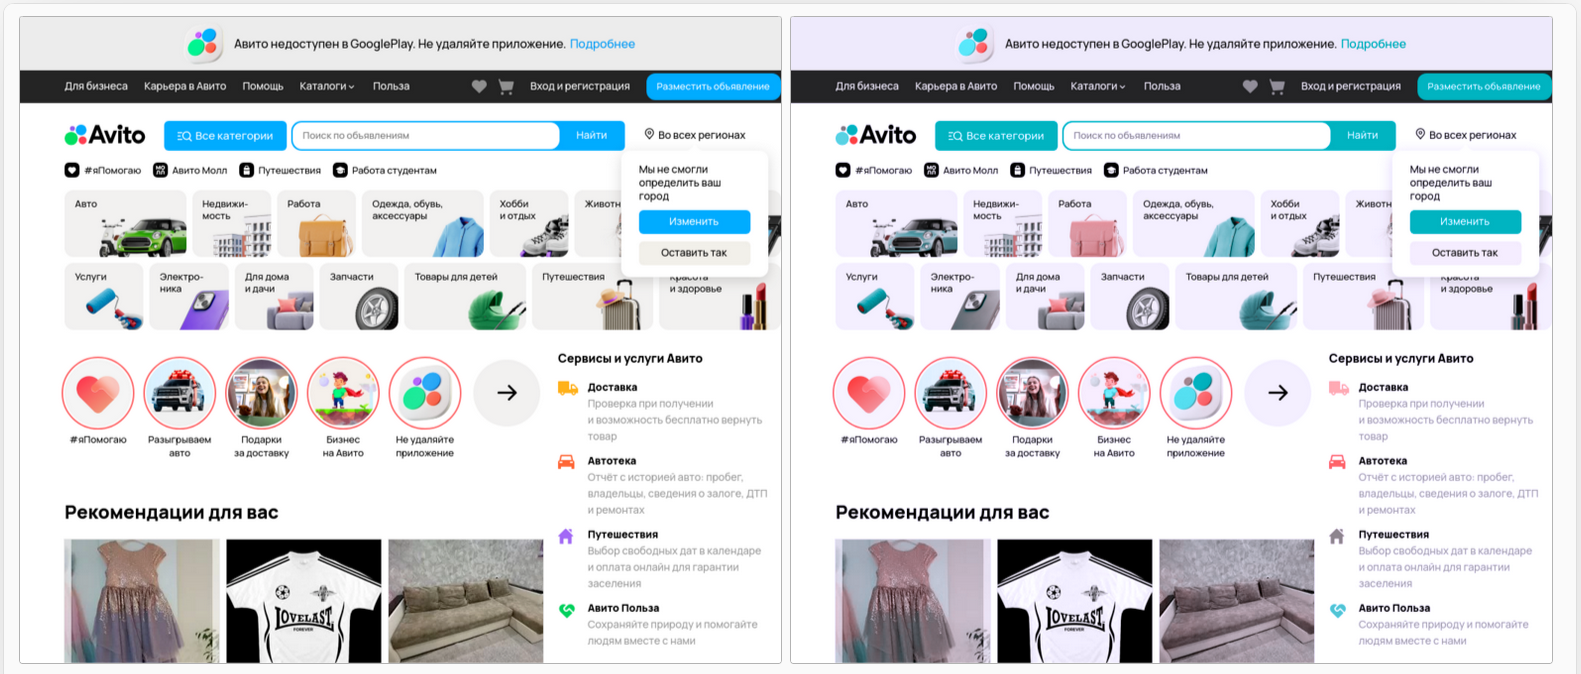 Авито недоступен в GooglePlay. Не удаляйте приложение. Подробнее
Для бизнеса Карьера в Авито Помощь Каталоги Польза Вход и регистрация Разместить объявление
Avito Все категории Поиск по объявлениям Найти Во всех регионах
#яПомогаю Авито Молл Путешествия Работа студентам
Мы не смогли
определить ваш
город
Изменить
Оставить так
Авто
Недвижи-
мость
Работа
Одежда, обувь,
аксессуары
Хобби
и отдых
Животн
Услуги
Электро-
ника
Для дома
и дачи
Запчасти
Товары для детей
Путешествия
Красота
и здоровье
#яПомогаю
Разыгрываем
авто
Подарки
за доставку
Бизнес
на Авито
Не удаляйте
приложение
Сервисы и услуги Авито
Доставка
Проверка при получении
и возможность бесплатно вернуть
товар
Автотека
Отчёт с историей авто: пробег,
владельцы, сведения о залоге, ДТП
и ремонтах
Путешествия
Выбор свободных дат в календаре
и оплата онлайн для гарантии
заселения
Авито Польза
Сохраняйте природу и помогайте
людям вместе с нами
Рекомендации для вас
JOVELAST
FOREVER
Авито недоступен в GooglePlay. Не удаляйте приложение. Подробнее
Для бизнеса Карьера в Авито Помощь Каталоги Польза Вход и регистрация Разместить объявление
Avito Все категории Поиск по объявлениям Найти Во всех регионах
#яПомогаю Авито Молл Путешествия Работа студентам
Мы не смогли
определить ваш
город
Изменить
Оставить так
Авто
Недвижи-
мость
Работа
Одежда, обувь,
аксессуары
Хобби
и отдых
Животн
Услуги
Электро-
ника
Для дома
и дачи
Запчасти
Товары для детей
Путешествия
Красота
и здоровье
#яПомогаю
Разыгрываем
авто
Подарки
за доставку
Бизнес
на Авито
Не удаляйте
приложение
Сервисы и услуги Авито
Доставка
Проверка при получении
и возможность бесплатно вернуть
товар
Автотека
Отчёт с историей авто: пробег,
владельцы, сведения о залоге, ДТП
и ремонтах
Путешествия
Выбор свободных дат в календаре
и оплата онлайн для гарантии
заселения
Авито Польза
Сохраняйте природу и помогайте
людям вместе с нами
Рекомендации для вас
JOVELAST
FOREVER